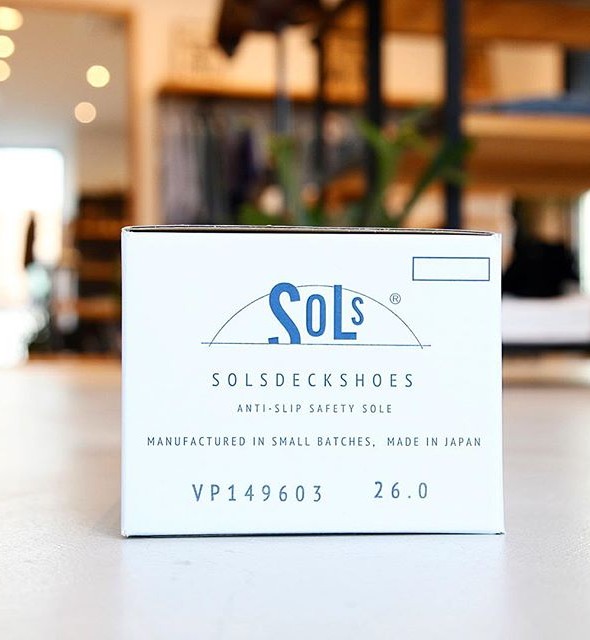 SOLS ®
SOLSDECKSHOES
ANTI-SLIP SAFETY SOLE
MANUFACTURED IN SMALL BATCHES, MADE IN JAPAN
VP149603 26.0